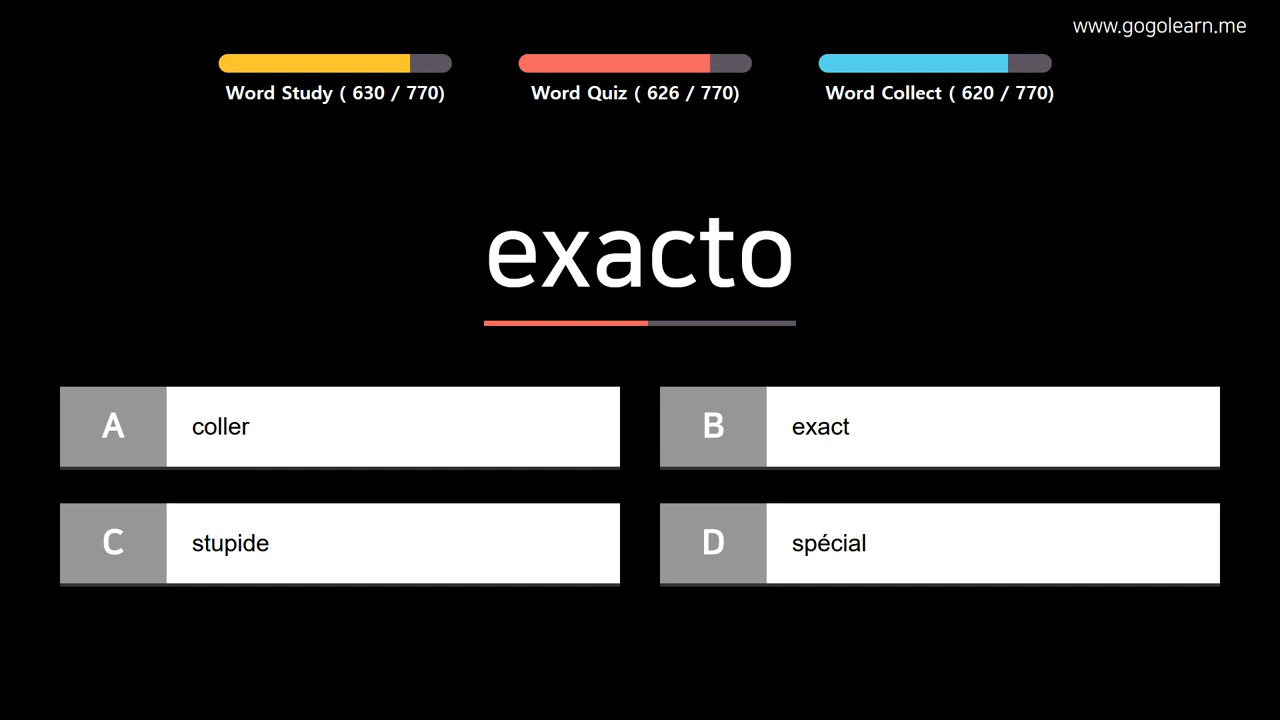 www.gogolearn.me
Word Study ( 630 / 770)
Word Quiz ( 626 / 770)
Word Collect ( 620 / 770)
exacto
A
coller
B
exact
C
stupide
D
spécial